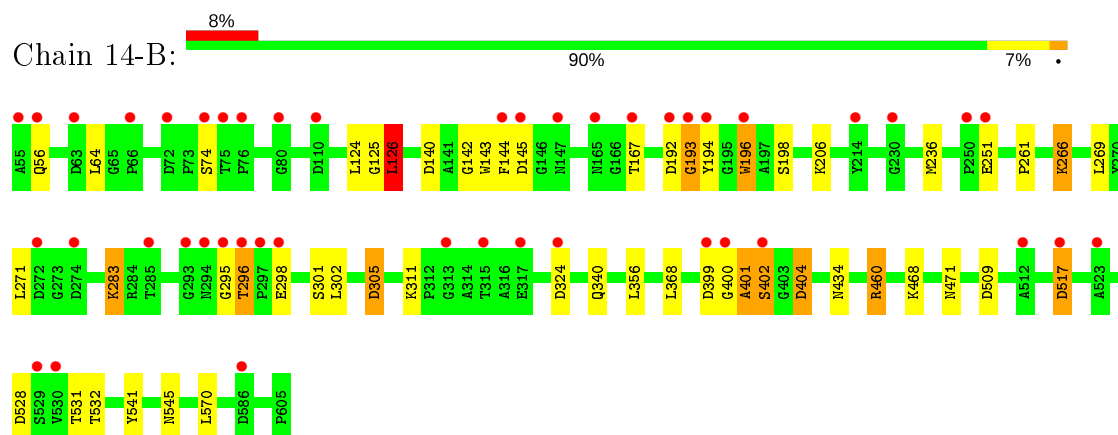 8%
Chain 14-B:
90% 7% •
A55 Q56 D63 L64 G65 P66 D72 P73 S74 T75 P76 G80 D110 L124 G125 L126 D140 A141 G142 W143 F144 D145 G146 N147 N165 G166 T167 D192 G193 Y194 G195 W196 A197 S198 K206 Y214 G230 M236 P250 E251 P261 K266 L269 Y270
L271 D272 G273 D274 K283 R284 T285 G293 N294 G295 T296 P297 E298 S301 L302 D305 K311 P312 G313 A314 T315 A316 E317 D324 Q340 L356 L368 D399 G400 A401 S402 G403 D404 N434 R460 K468 N471 D509 A512 D517 A523
D528 S529 V530 T531 T532 Y541 N545 L570 D586 P605